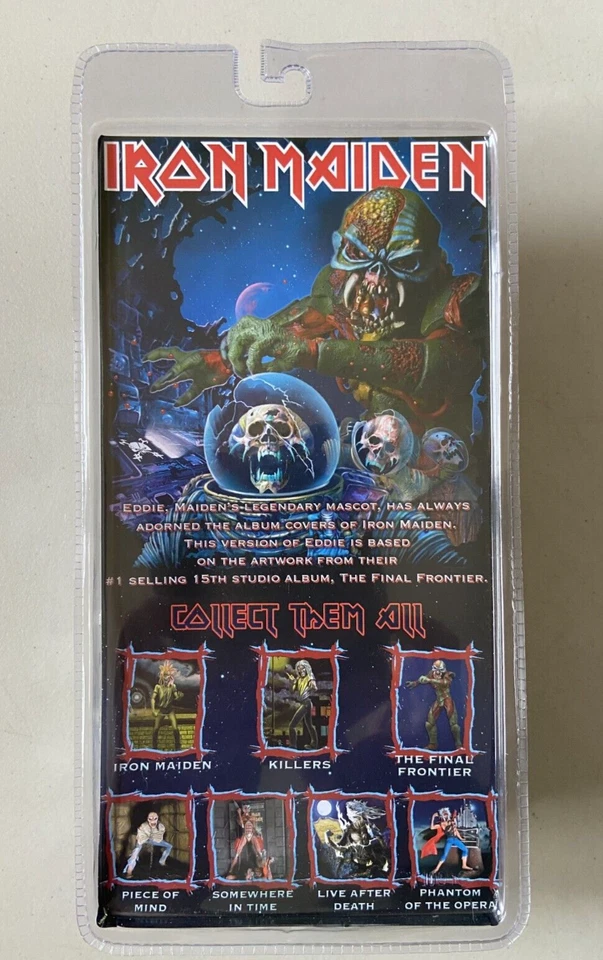 IRON MAIDEN
EDDIE, MAIDEN'S LEGENDARY MASCOT, HAS ALWAYS
ADORNED THE ALBUM COVERS OF IRON MAIDEN.
THIS VERSION OF EDDIE IS BASED
ON THE ARTWORK FROM THEIR
#1 SELLING 15TH STUDIO ALBUM, THE FINAL FRONTIER.
COLLECT THEM ALL
IRON MAIDEN
KILLERS
THE FINAL
FRONTIER
PIECE OF
MIND
SOMEWHERE
IN TIME
LIVE AFTER
DEATH
PHANTOM
OF THE OPERA